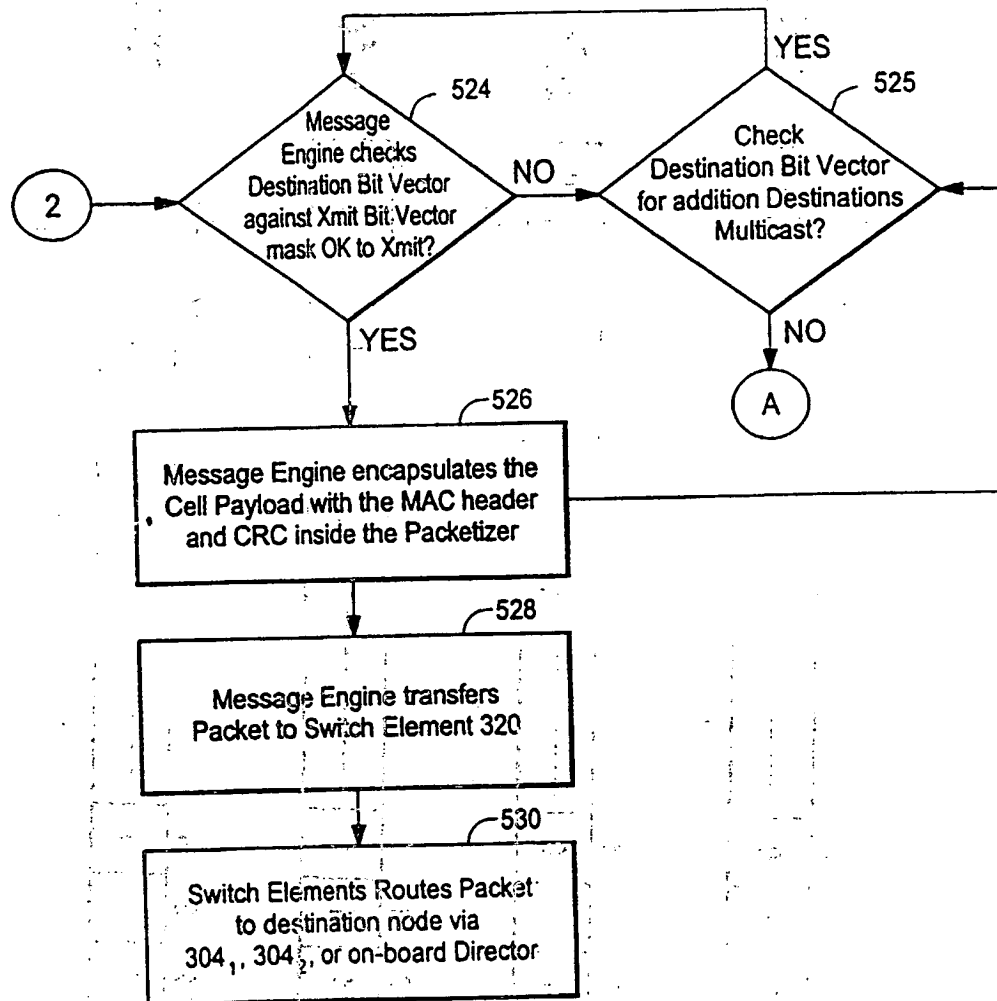 YES
524
525
Message
Engine checks
Destination Bit Vector
against Xmit Bit Vector
mask OK to Xmit?
2
NO
Check
Destination Bit Vector
for addition Destinations
Multicast?
YES
NO
A
526
Message Engine encapsulates the
Cell Payload with the MAC header
and CRC inside the Packetizer
528
Message Engine transfers
Packet to Switch Element 320
530
Switch Elements Routes Packet
to destination node via
304₁, 304₂, or on-board Director